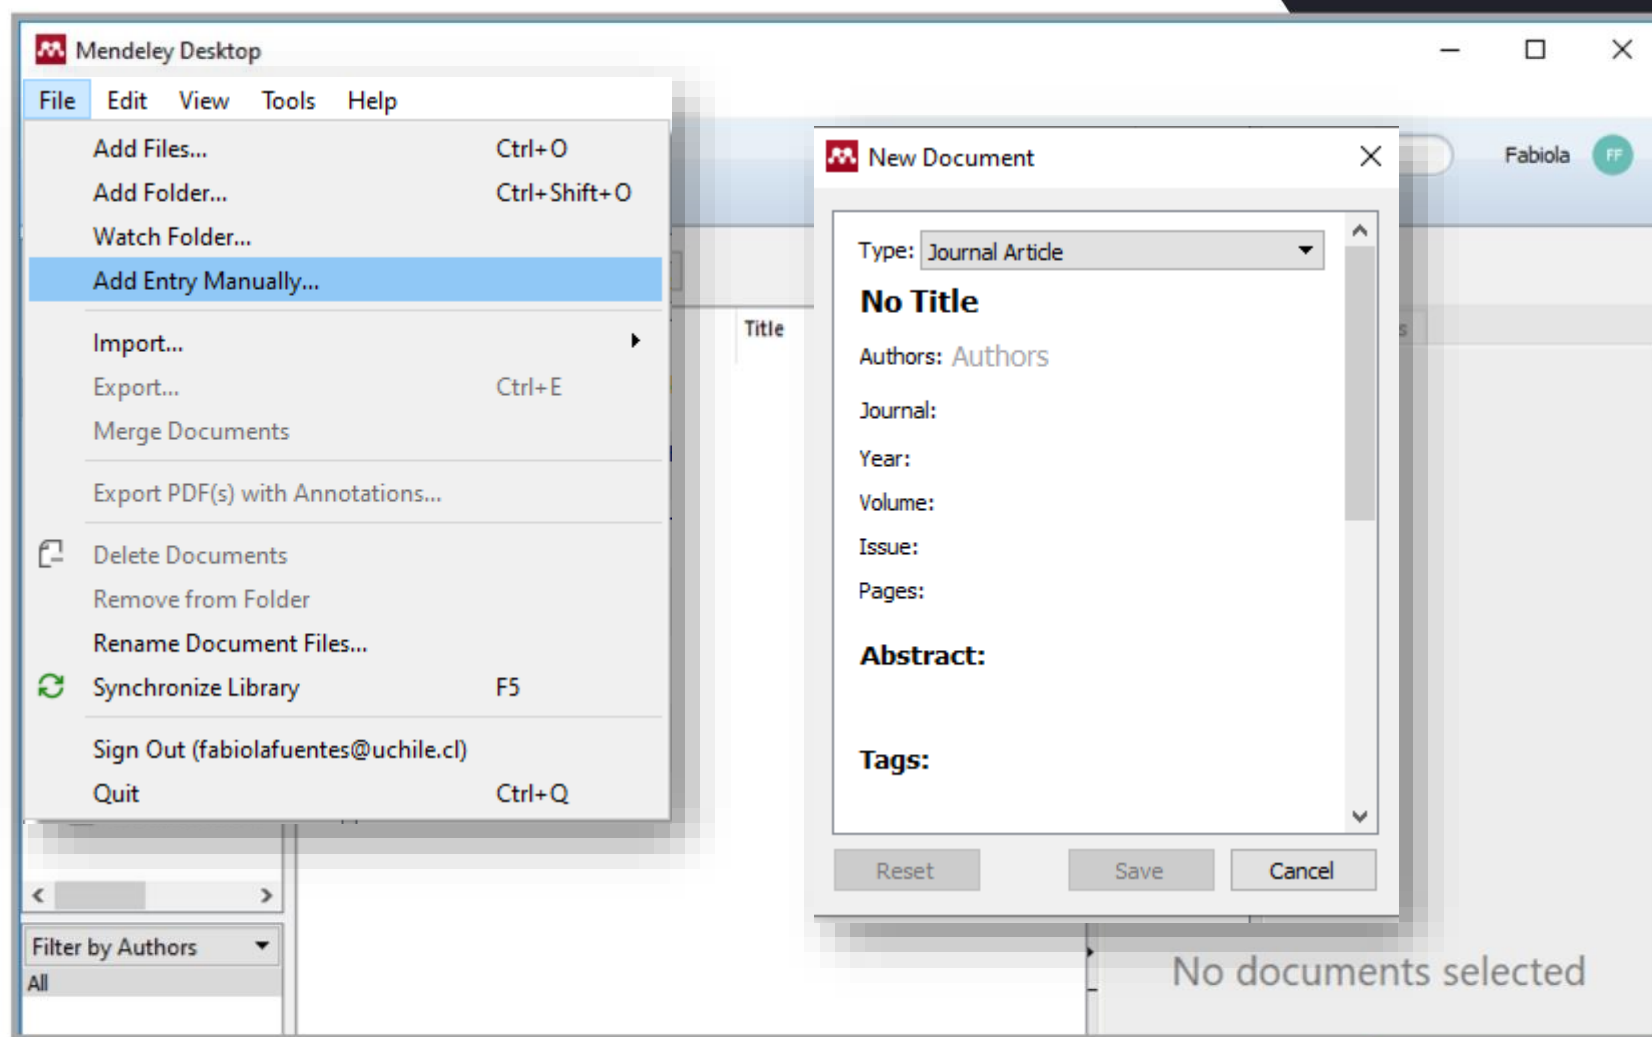 Mendeley Desktop
File Edit View Tools Help
Add Files... Ctrl+O
Add Folder... Ctrl+Shift+O
Watch Folder...
Add Entry Manually...
Import...
Export... Ctrl+E
Merge Documents
Export PDF(s) with Annotations...
Delete Documents
Remove from Folder
Rename Document Files...
Synchronize Library F5
Sign Out (fabiolafuentes@uchile.cl)
Quit Ctrl+Q
Filter by Authors
All
Title
New Document
Type: Journal Article
No Title
Authors: Authors
Journal:
Year:
Volume:
Issue:
Pages:
Abstract:
Tags:
Reset Save Cancel
Fabiola FF
No documents selected